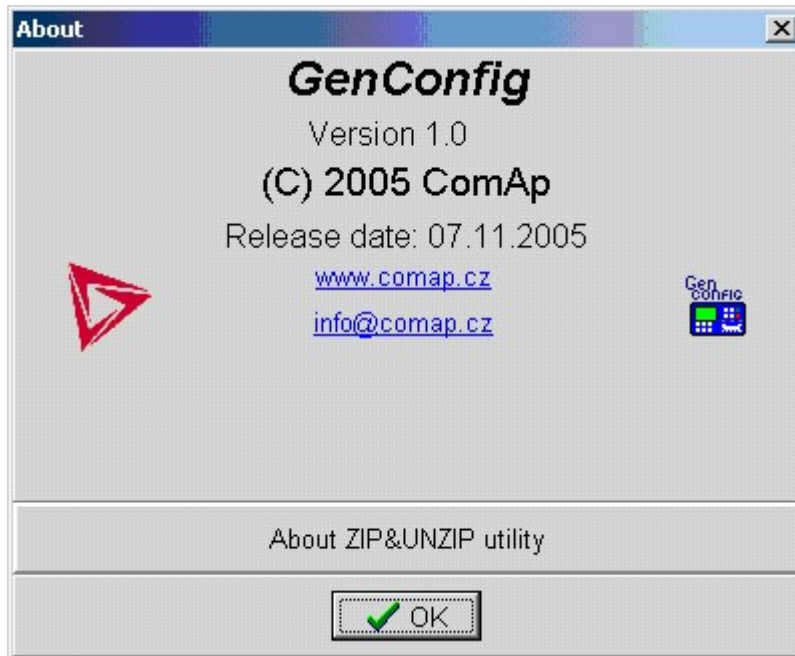 About
GenConfig
Version 1.0
(C) 2005 ComAp
Release date: 07.11.2005
www.comap.cz
info@comap.cz
Gen
CONFIG
About ZIP&UNZIP utility
OK